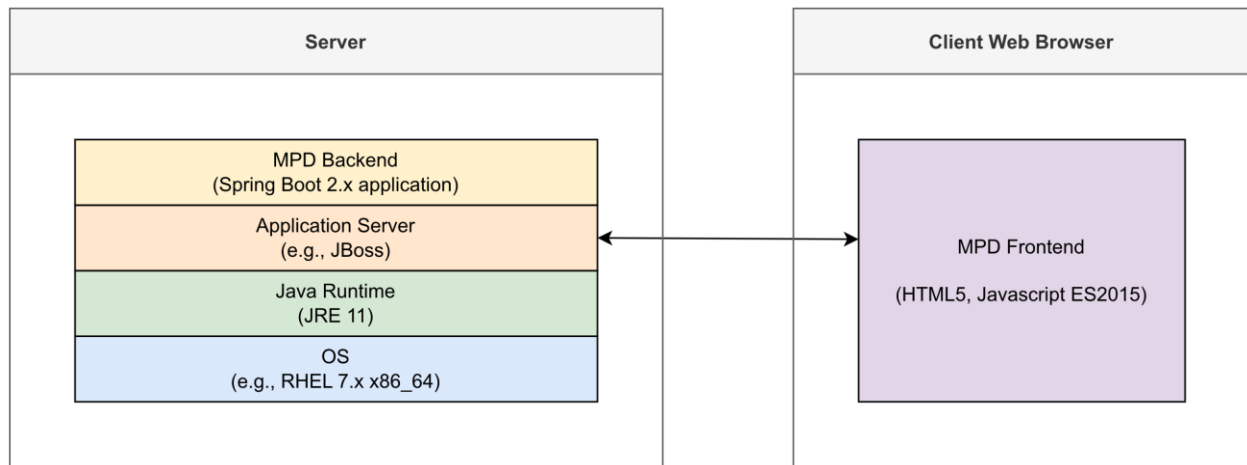 Server
MPD Backend
(Spring Boot 2.x application)
Application Server
(e.g., JBoss)
Java Runtime
(JRE 11)
OS
(e.g., RHEL 7.x x86_64)
Client Web Browser
MPD Frontend
(HTML5, Javascript ES2015)